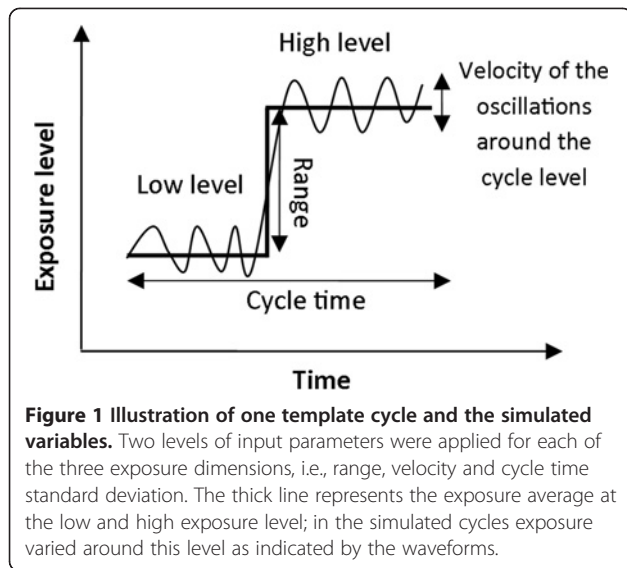 High level
Velocity of the
oscillations
around the
cycle level
Low level
Range
Exposure level
Cycle time
Time
Figure 1 Illustration of one template cycle and the simulated
variables. Two levels of input parameters were applied for each of
the three exposure dimensions, i.e., range, velocity and cycle time
standard deviation. The thick line represents the exposure average at
the low and high exposure level; in the simulated cycles exposure
varied around this level as indicated by the waveforms.